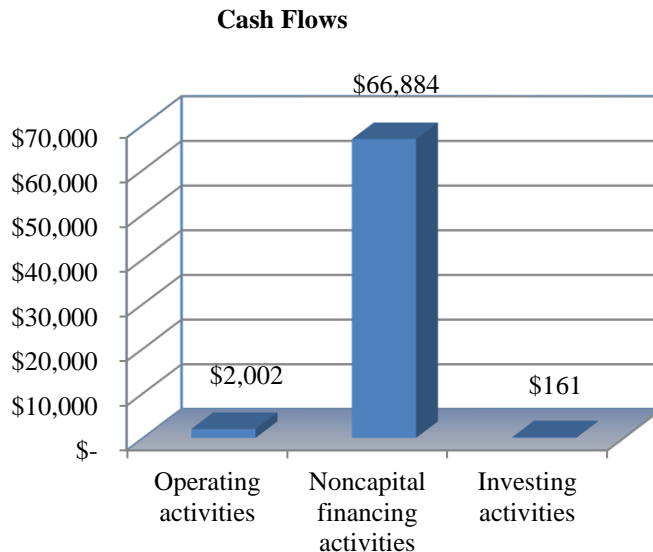 Cash Flows
$66,884
$70,000
$60,000
$50,000
$40,000
$30,000
$20,000
$10,000
$-
$2,002
$161
Operating
activities
Noncapital
financing
activities
Investing
activities